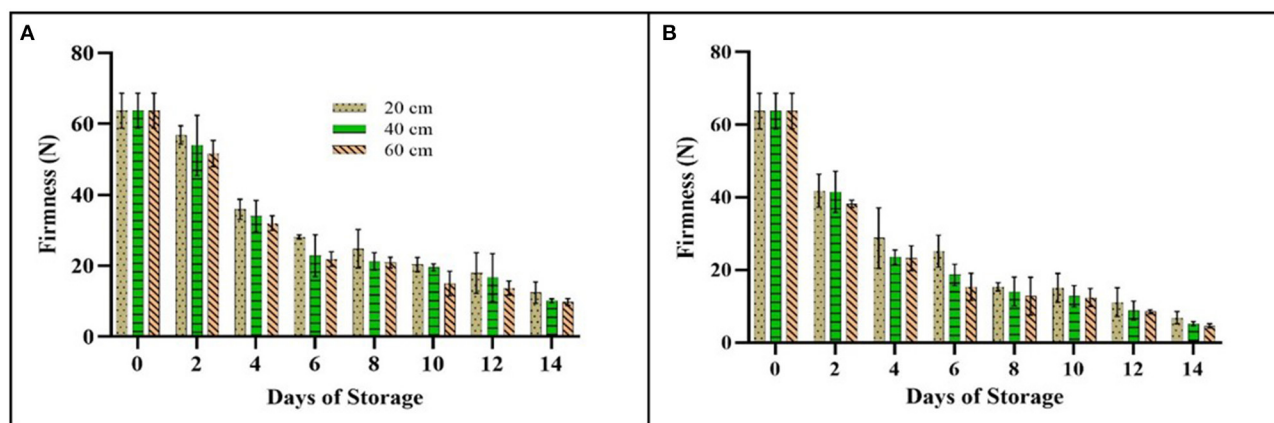 A
80
60
40
20
0
Firmness (N)
20 cm
40 cm
60 cm
0 2 4 6 8 10 12 14
Days of Storage
B
80
60
40
20
0
Firmness (N)
0 2 4 6 8 10 12 14
Days of Storage